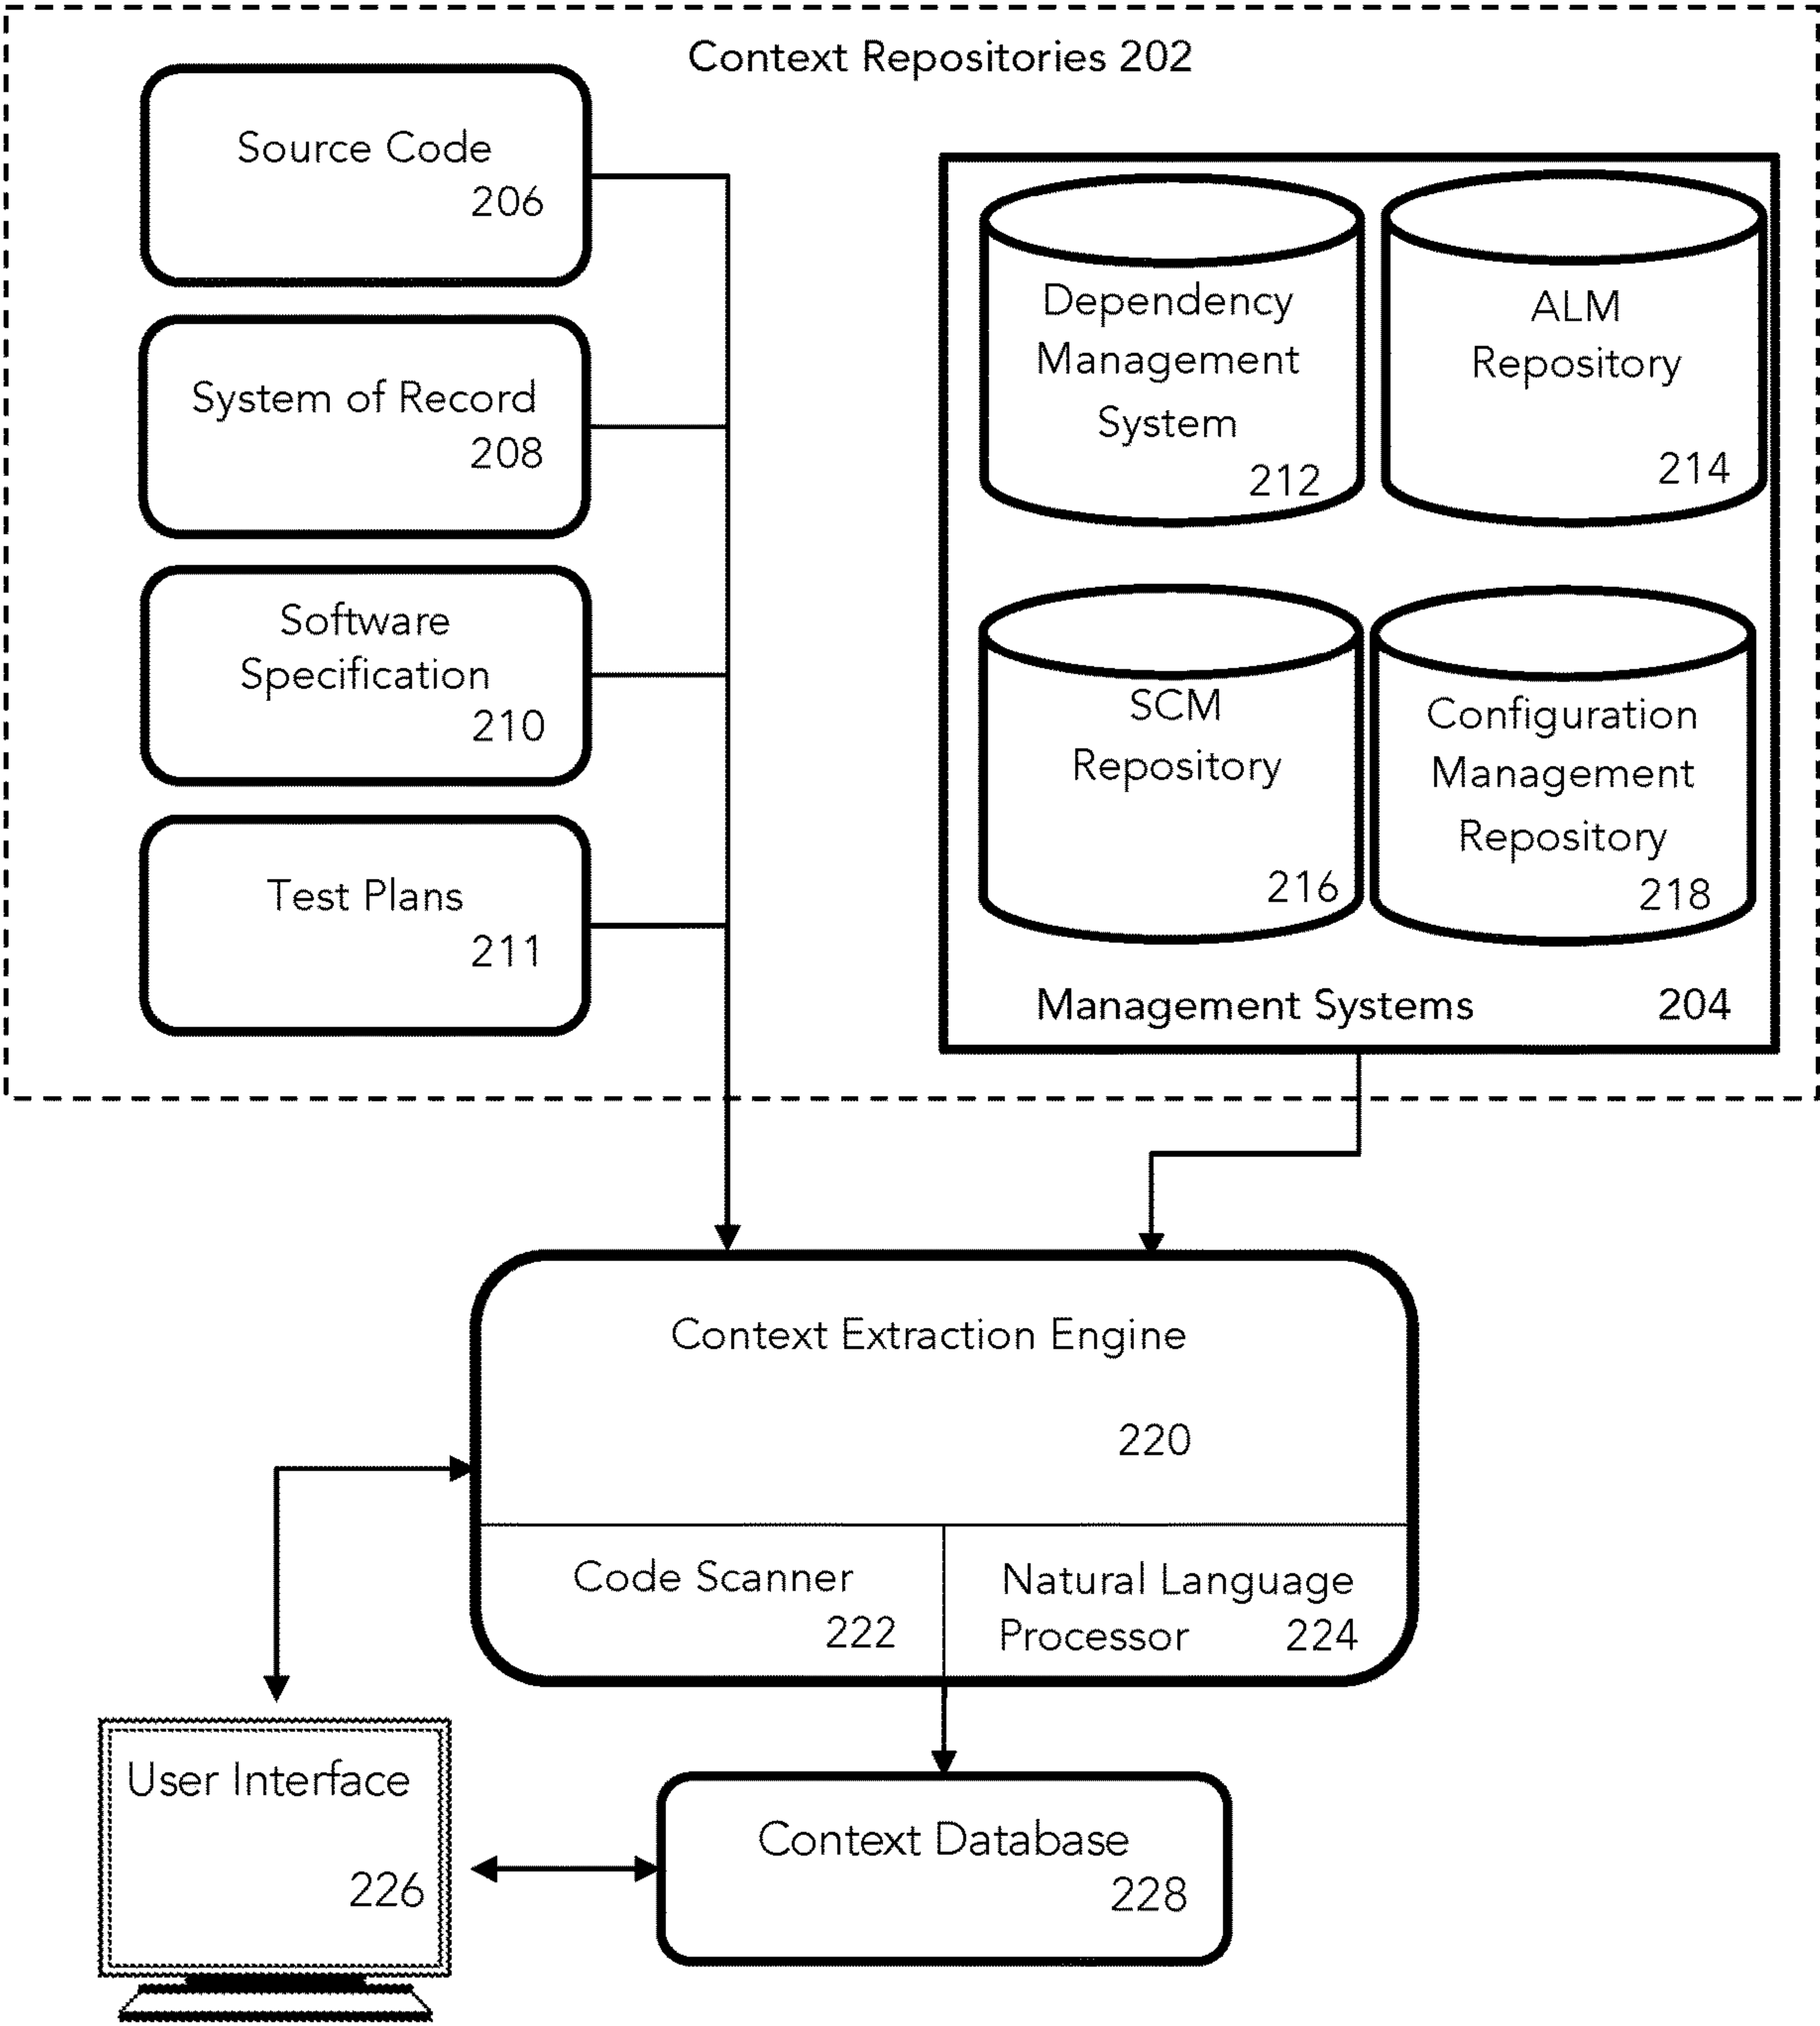 Context Repositories 202
Source Code
206
System of Record
208
Software
Specification
210
Test Plans
211
Dependency
Management
System
212
ALM
Repository
214
SCM
Repository
216
Configuration
Management
Repository
218
Management Systems 204
Context Extraction Engine
220
Code Scanner
222
Natural Language
Processor 224
User Interface
226
Context Database
228